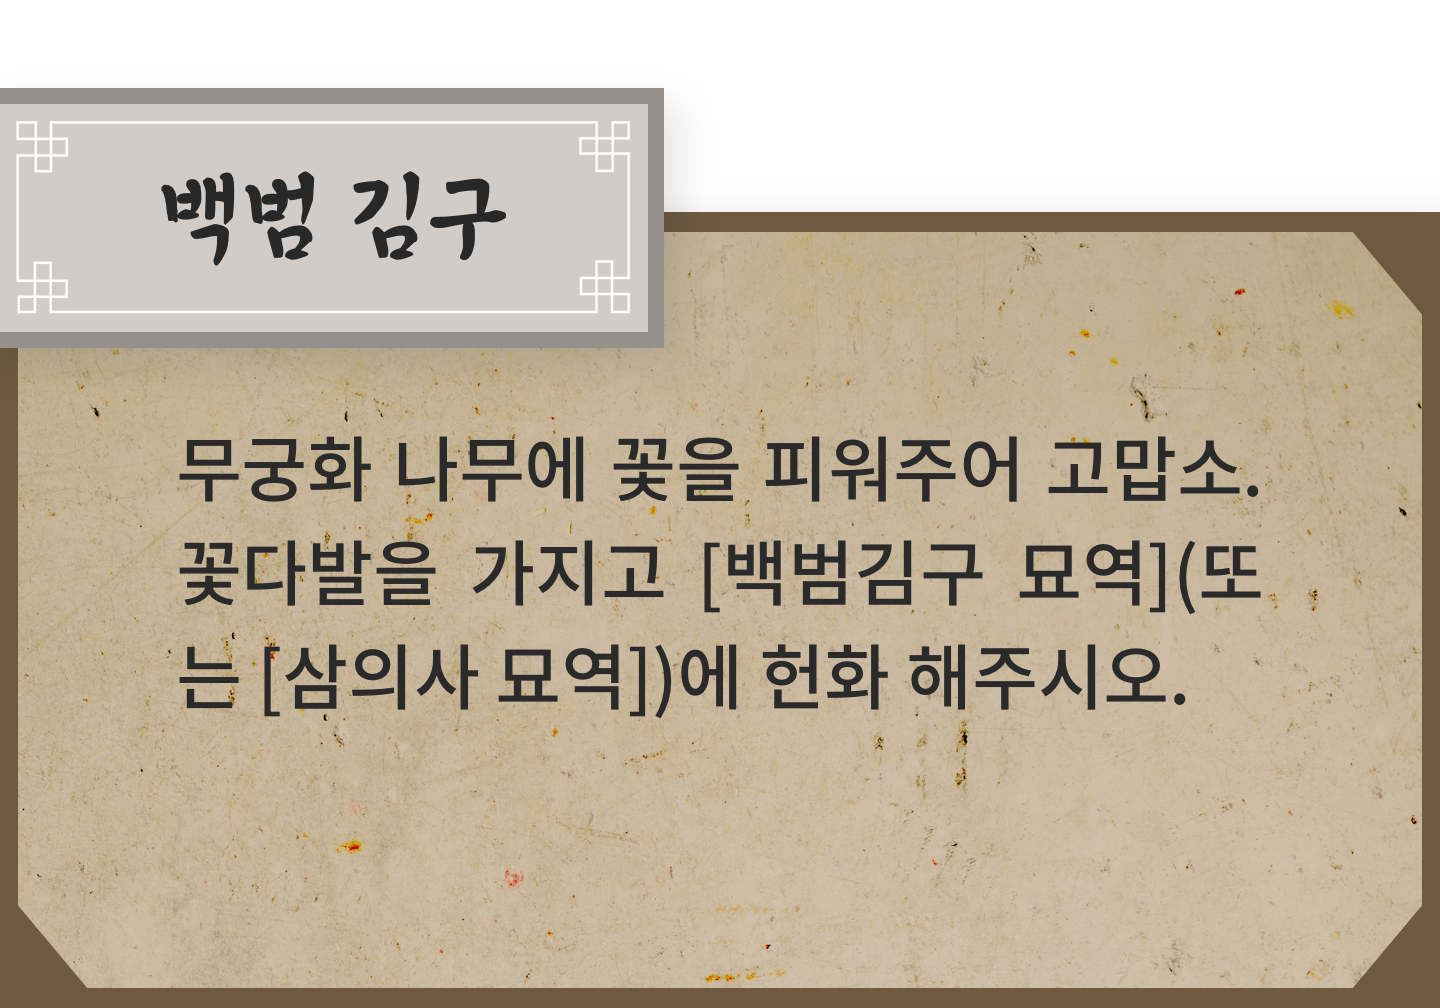 백범 김구
무궁화 나무에 꽃을 피워주어 고맙소.
꽃다발을 가지고 [백범김구 묘역](또
는 [삼의사 묘역])에 헌화 해주시오.